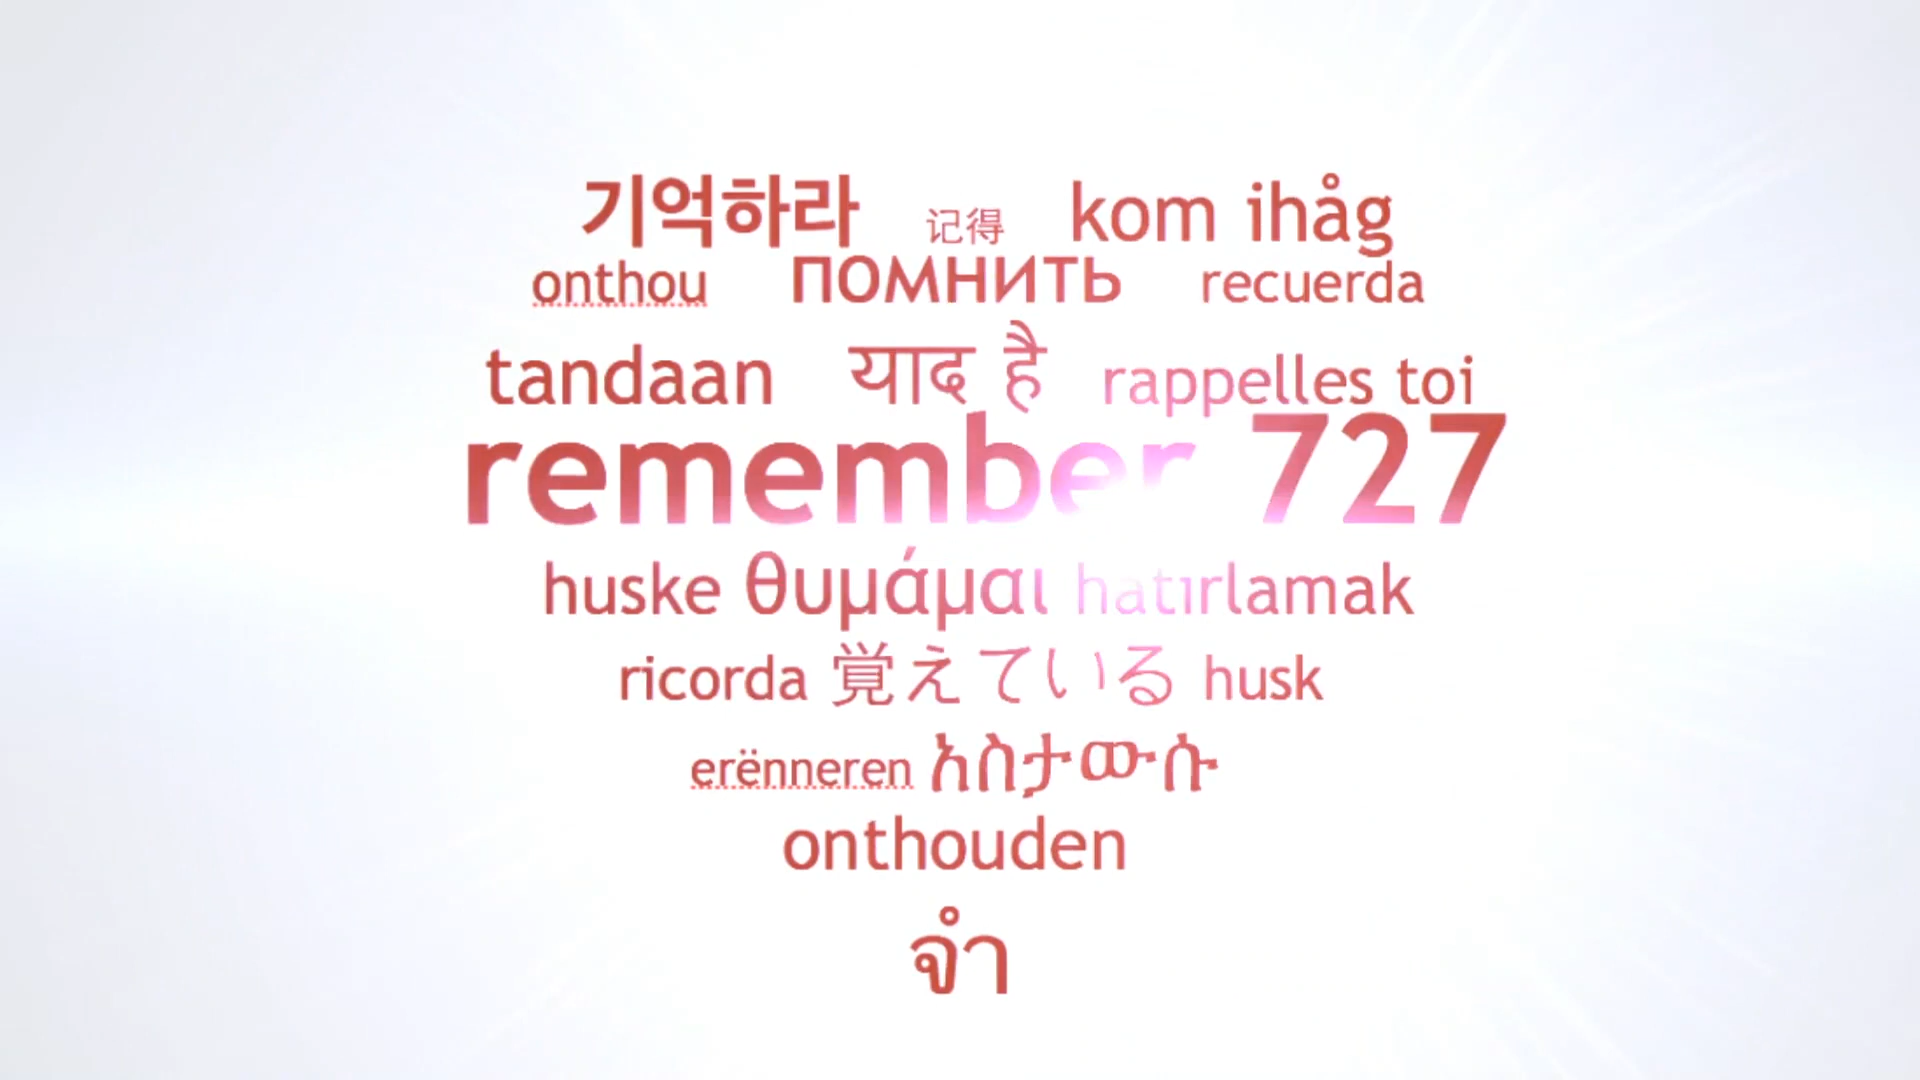 기억하라 记得 kom ihåg
onthou помнить recuerda
tandaan याद है rappelles toi
remember 727
huske θυμάμαι hatırlamak
ricorda 覚えている husk
erënneren አስታውሱ
onthouden
จำ